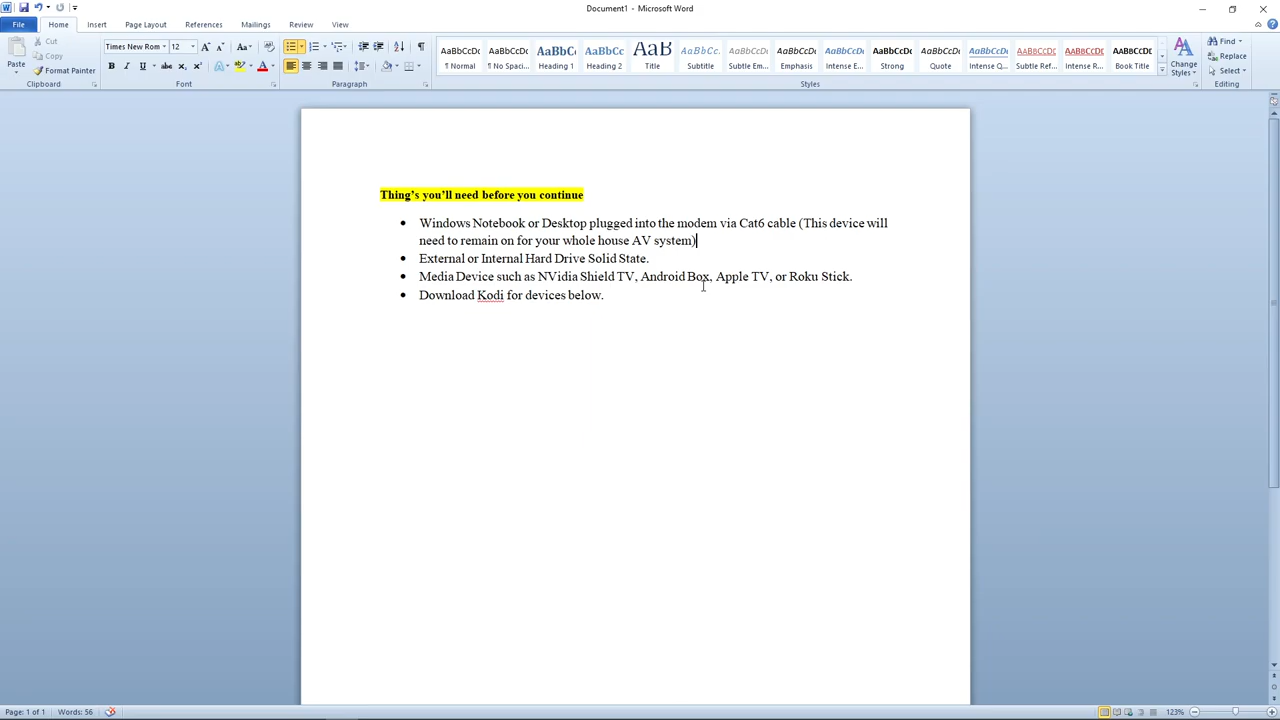 Document1 - Microsoft Word
File Home Insert Page Layout References Mailings Review View
Paste
Cut
Copy
Format Painter
Clipboard
Times New Rom 12
Font
Paragraph
AaBbCcDc ¶ Normal
AaBbCcDc ¶ No Spaci...
AaBbC Heading 1
AaBbCc Heading 2
AaB Title
AaBbCc. Subtitle
AaBbCcDc Subtle Em...
AaBbCcDc Emphasis
AaBbCcDc Intense E...
AaBbCcDc Strong
AaBbCcDc Quote
AaBbCcDc Intense Q...
AaBbCcDc Subtle Ref...
AaBbCcDc Intense R...
AaBbCcDc Book Title
Change Styles
Styles
Find
Replace
Select
Editing
Thing’s you’ll need before you continue
• Windows Notebook or Desktop plugged into the modem via Cat6 cable (This device will
need to remain on for your whole house AV system)
• External or Internal Hard Drive Solid State.
• Media Device such as NVidia Shield TV, Android Box, Apple TV, or Roku Stick.
• Download Kodi for devices below.
Page: 1 of 1 Words: 56
123%